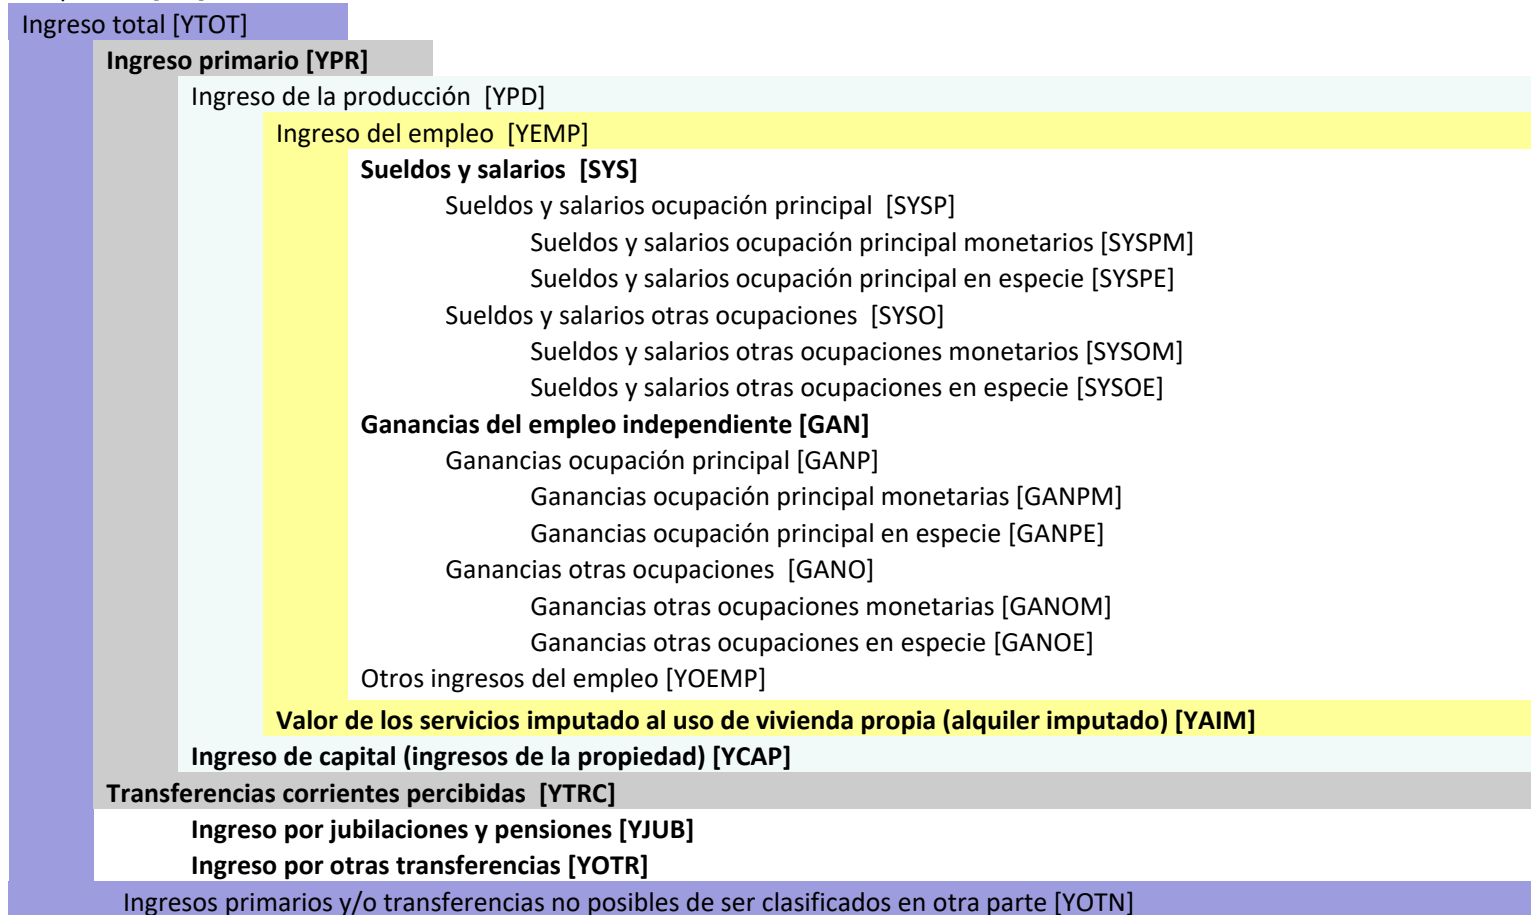 Ingreso total [YTOT]
Ingreso primario [YPR]
Ingreso de la producción [YPD]
Ingreso del empleo [YEMP]
Sueldos y salarios [SYS]
Sueldos y salarios ocupación principal [SYSP]
Sueldos y salarios ocupación principal monetarios [SYSPM]
Sueldos y salarios ocupación principal en especie [SYSPE]
Sueldos y salarios otras ocupaciones [SYSO]
Sueldos y salarios otras ocupaciones monetarios [SYSOM]
Sueldos y salarios otras ocupaciones en especie [SYSOE]
Ganancias del empleo independiente [GAN]
Ganancias ocupación principal [GANP]
Ganancias ocupación principal monetarias [GANPM]
Ganancias ocupación principal en especie [GANPE]
Ganancias otras ocupaciones [GANO]
Ganancias otras ocupaciones monetarias [GANOM]
Ganancias otras ocupaciones en especie [GANOE]
Otros ingresos del empleo [YOEMP]
Valor de los servicios imputado al uso de vivienda propia (alquiler imputado) [YAIM]
Ingreso de capital (ingresos de la propiedad) [YCAP]
Transferencias corrientes percibidas [YTRC]
Ingreso por jubilaciones y pensiones [YJUB]
Ingreso por otras transferencias [YOTR]
Ingresos primarios y/o transferencias no posibles de ser clasificados en otra parte [YOTN]